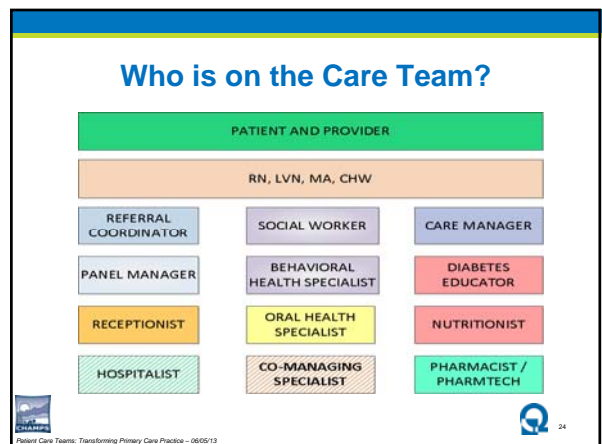 Who is on the Care Team?
PATIENT AND PROVIDER
RN, LVN, MA, CHW
REFERRAL
COORDINATOR
SOCIAL WORKER
CARE MANAGER
PANEL MANAGER
BEHAVIORAL
HEALTH SPECIALIST
DIABETES
EDUCATOR
RECEPTIONIST
ORAL HEALTH
SPECIALIST
NUTRITIONIST
HOSPITALIST
CO-MANAGING
SPECIALIST
PHARMACIST /
PHARMTECH
CHAMPS
24
Patient Care Teams: Transforming Primary Care Practice – 06/05/13